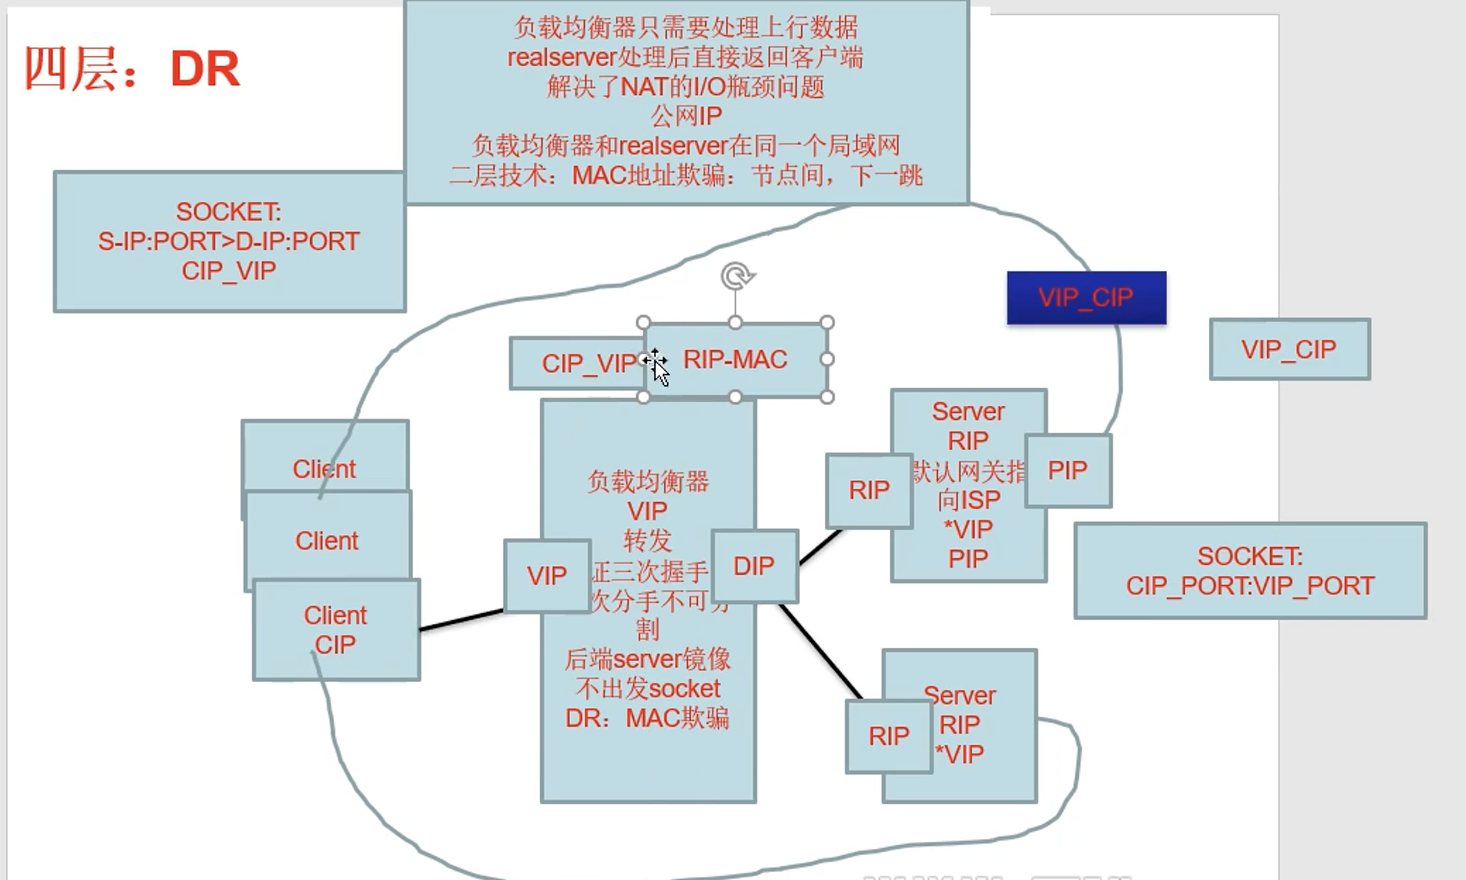 四层：DR
负载均衡器只需要处理上行数据
realserver处理后直接返回客户端
解决了NAT的I/O瓶颈问题
公网IP
负载均衡器和realserver在同一个局域网
二层技术：MAC地址欺骗：节点间，下一跳
SOCKET:
S-IP:PORT>D-IP:PORT
CIP_VIP
VIP_CIP
VIP_CIP
CIP_VIP
RIP-MAC
Client
Client
Client
CIP
VIP
负载均衡器
VIP
转发
证三次握手
次分手不可分
割
后端server镜像
不出发socket
DR：MAC欺骗
DIP
RIP
Server
RIP
默认网关指
向ISP
*VIP
PIP
PIP
SOCKET:
CIP_PORT:VIP_PORT
RIP
Server
RIP
*VIP